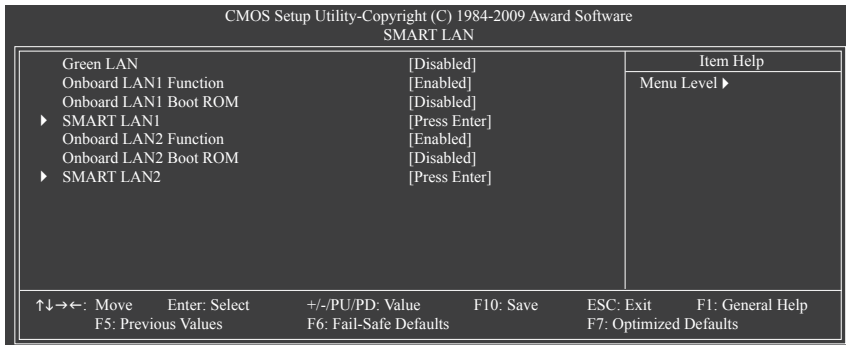 CMOS Setup Utility-Copyright (C) 1984-2009 Award Software
SMART LAN
Green LAN [Disabled]
Onboard LAN1 Function [Enabled]
Onboard LAN1 Boot ROM [Disabled]
SMART LAN1 [Press Enter]
Onboard LAN2 Function [Enabled]
Onboard LAN2 Boot ROM [Disabled]
SMART LAN2 [Press Enter]
Item Help
Menu Level
↑↓→←: Move Enter: Select +/-/PU/PD: Value F10: Save ESC: Exit F1: General Help
F5: Previous Values F6: Fail-Safe Defaults F7: Optimized Defaults